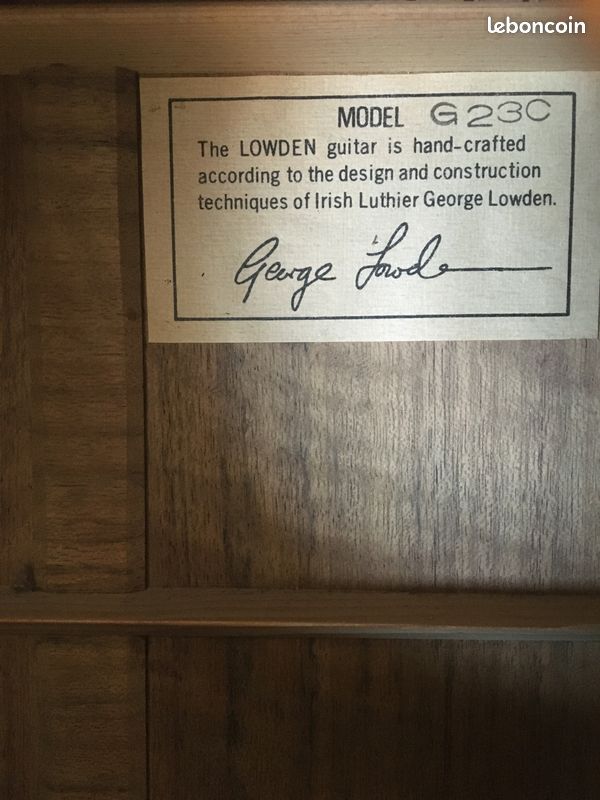 leboncoin
MODEL G23C
The LOWDEN guitar is hand-crafted
according to the design and construction
techniques of Irish Luthier George Lowden.
George Lowden